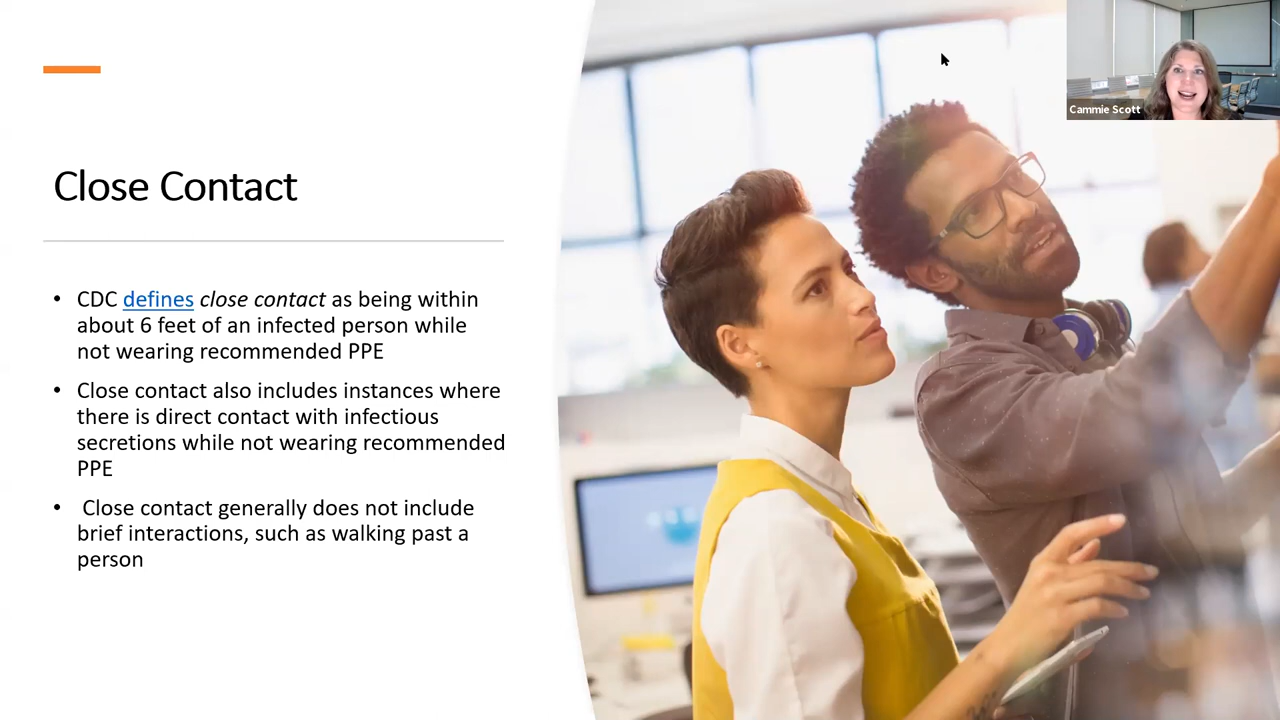 Cammie Scott
Close Contact
• CDC defines close contact as being within
about 6 feet of an infected person while
not wearing recommended PPE
• Close contact also includes instances where
there is direct contact with infectious
secretions while not wearing recommended
PPE
• Close contact generally does not include
brief interactions, such as walking past a
person